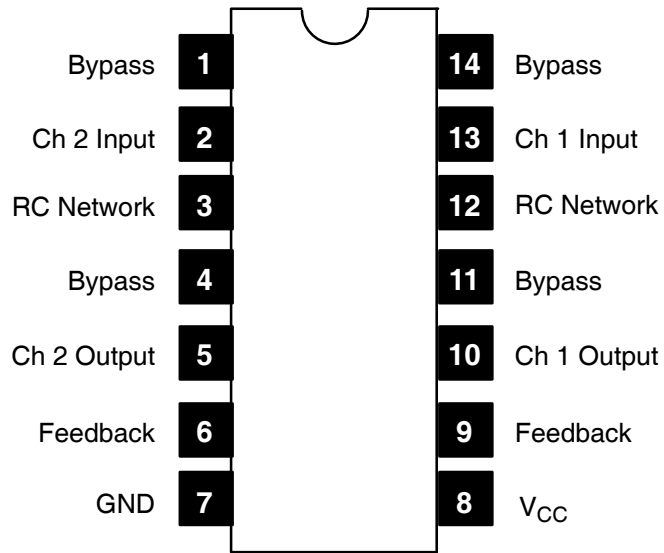 Bypass 1 14 Bypass
Ch 2 Input 2 13 Ch 1 Input
RC Network 3 12 RC Network
Bypass 4 11 Bypass
Ch 2 Output 5 10 Ch 1 Output
Feedback 6 9 Feedback
GND 7 8 VCC